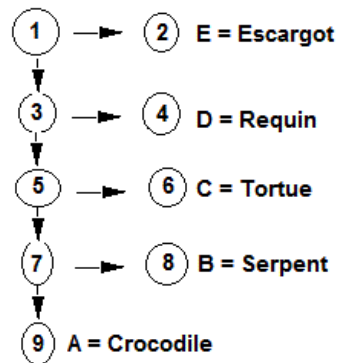 1 2 E = Escargot
3 4 D = Requin
5 6 C = Tortue
7 8 B = Serpent
9 A = Crocodile